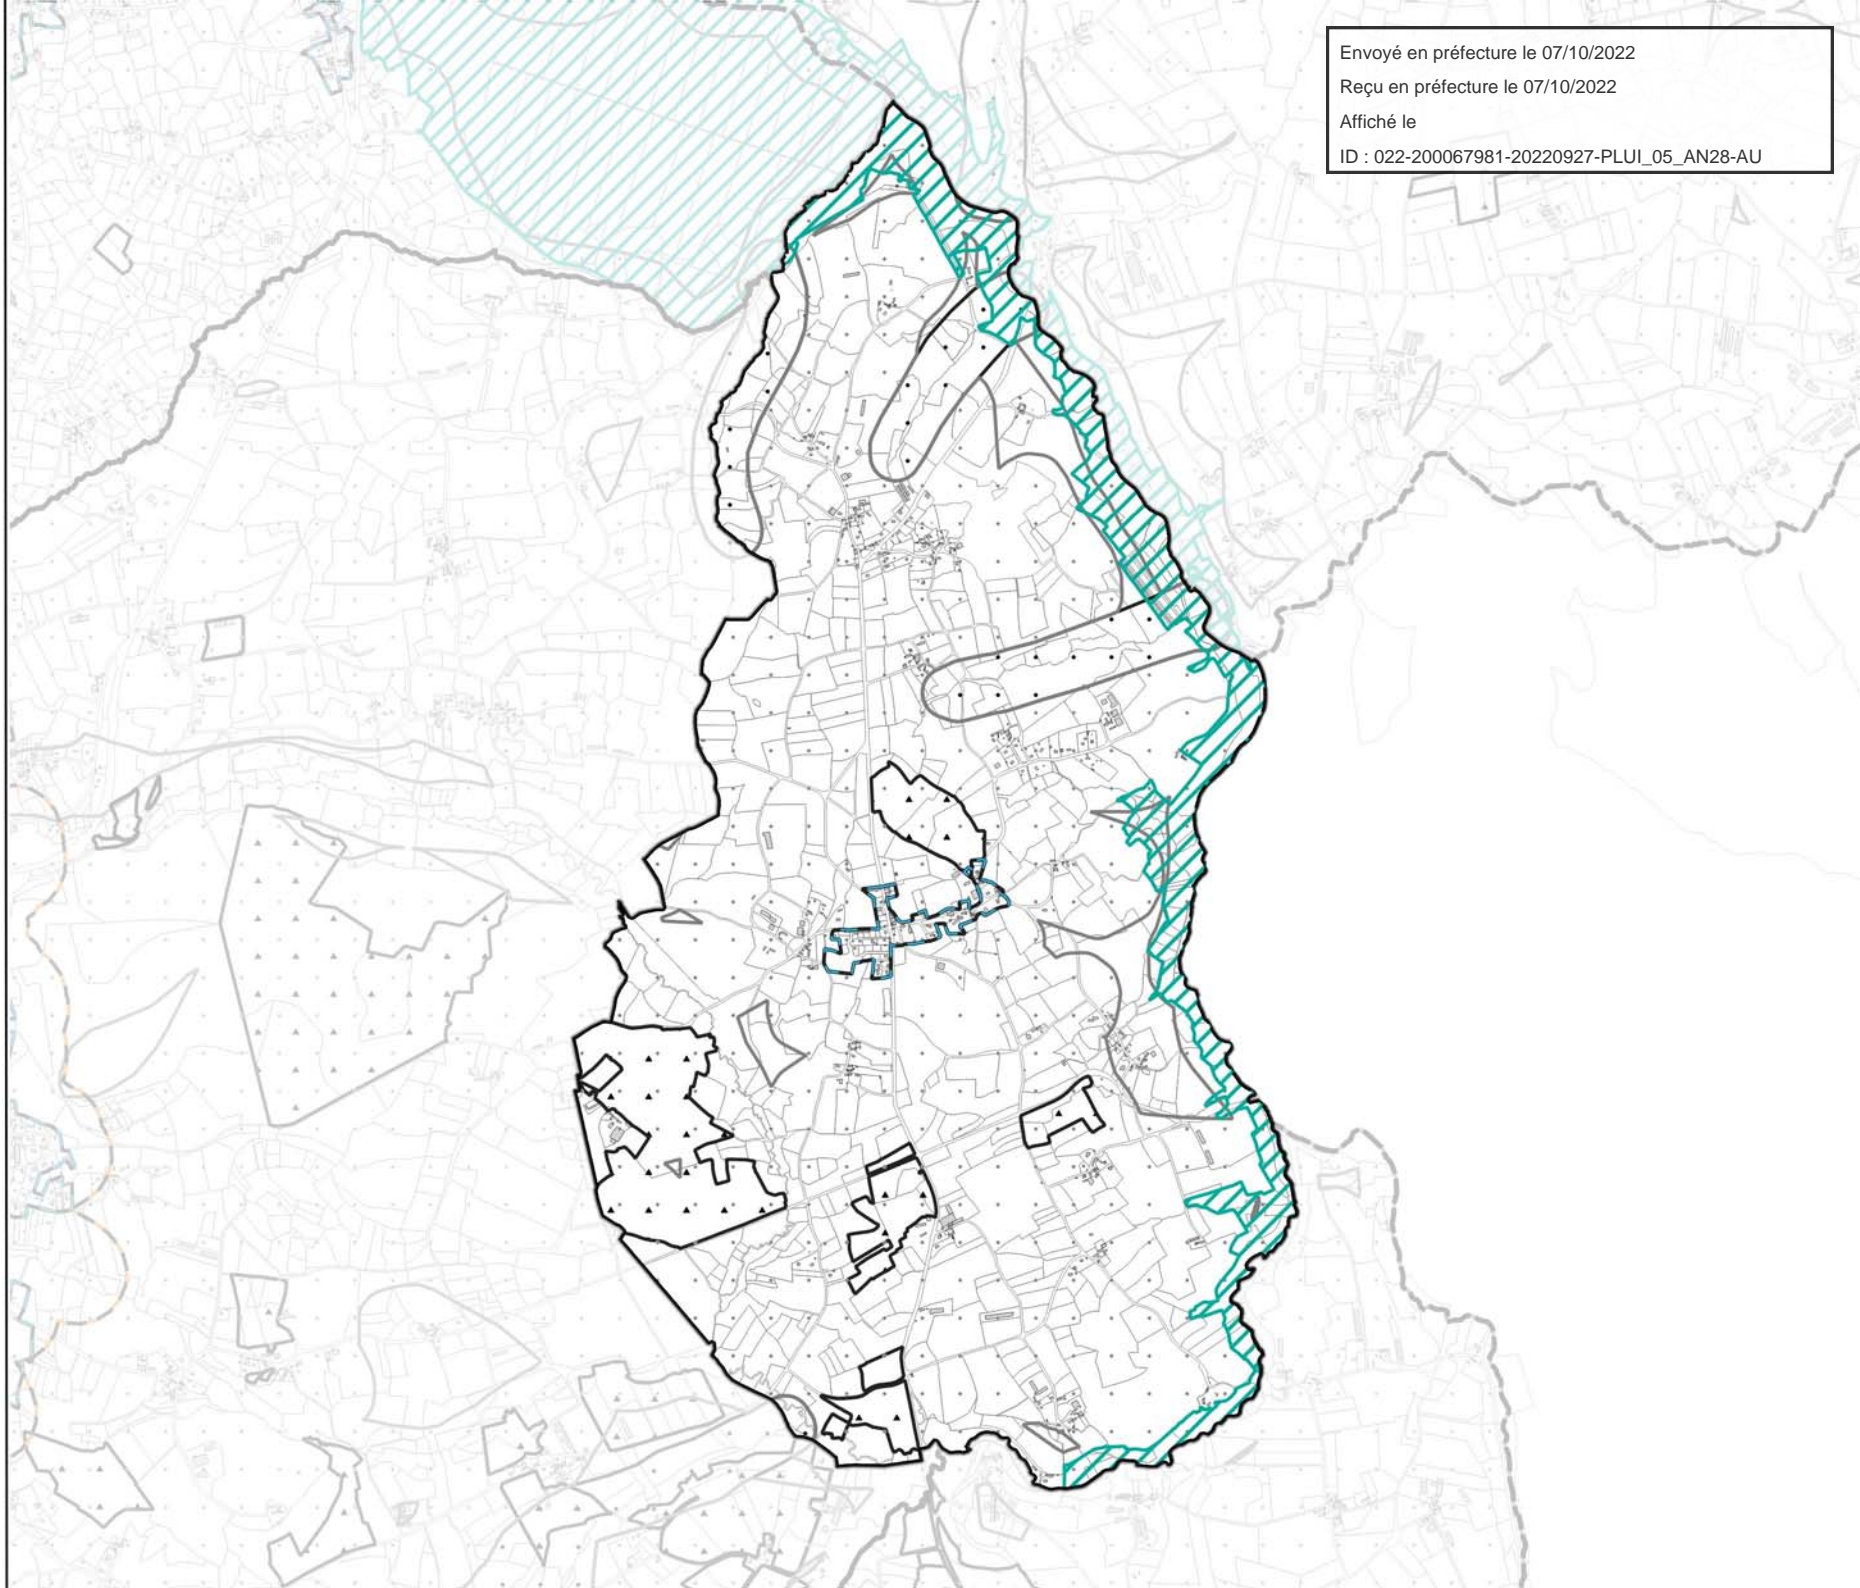 Envoyé en préfecture le 07/10/2022
Reçu en préfecture le 07/10/2022
Affiché le
ID : 022-200067981-20220927-PLUI_05_AN28-AU